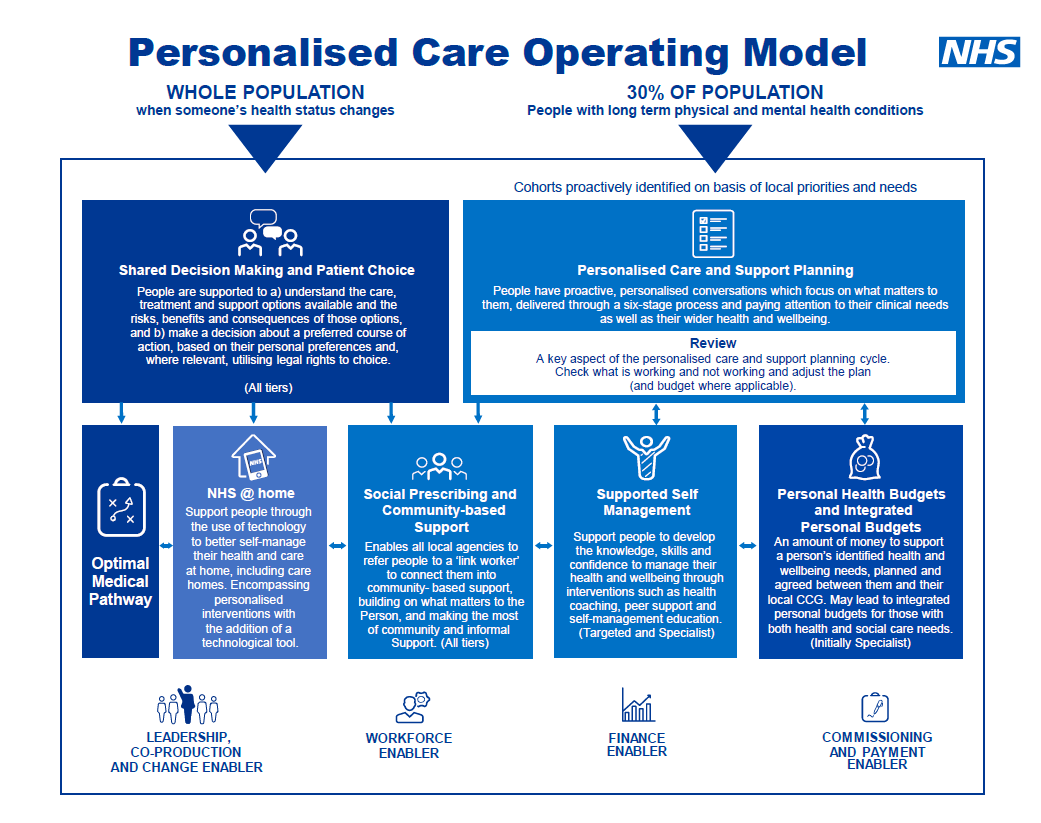 Personalised Care Operating Model
NHS
WHOLE POPULATION
when someone's health status changes
30% OF POPULATION
People with long term physical and mental health conditions
Cohorts proactively identified on basis of local priorities and needs
Shared Decision Making and Patient Choice
People are supported to a) understand the care,
treatment and support options available and the
risks, benefits and consequences of those options,
and b) make a decision about a preferred course of
action, based on their personal preferences and,
where relevant, utilising legal rights to choice.
(All tiers)
Personalised Care and Support Planning
People have proactive, personalised conversations which focus on what matters to
them, delivered through a six-stage process and paying attention to their clinical needs
as well as their wider health and wellbeing.
Review
A key aspect of the personalised care and support planning cycle.
Check what is working and not working and adjust the plan
(and budget where applicable).
Optimal
Medical
Pathway
NHS
NHS @ home
Support people through
the use of technology
to better self-manage
their health and care
at home, including care
homes. Encompassing
personalised
interventions with
the addition of a
technological tool.
Social Prescribing and
Community-based
Support
Enables all local agencies to
refer people to a 'link worker'
to connect them into
community- based support,
building on what matters to the
Person, and making the most
of community and informal
Support. (All tiers)
Supported Self
Management
Support people to develop
the knowledge, skills and
confidence to manage their
health and wellbeing through
interventions such as health
coaching, peer support and
self-management education.
(Targeted and Specialist)
Personal Health Budgets
and Integrated
Personal Budgets
An amount of money to support
a person's identified health and
wellbeing needs, planned and
agreed between them and their
local CCG. May lead to integrated
personal budgets for those with
both health and social care needs.
(Initially Specialist)
LEADERSHIP,
CO-PRODUCTION
AND CHANGE ENABLER
WORKFORCE
ENABLER
FINANCE
ENABLER
COMMISSIONING
AND PAYMENT
ENABLER